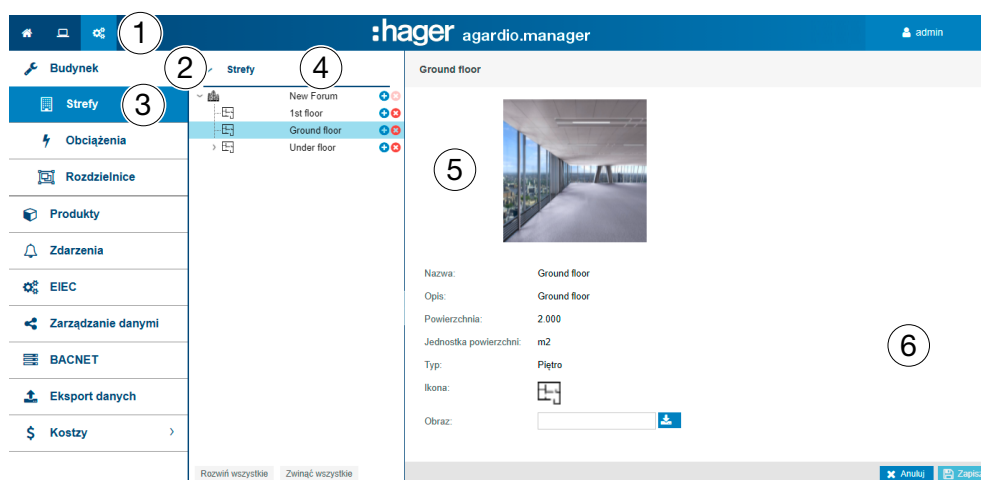 :hager agardio.manager
admin
1
Budynek
2
Strefy
4
Ground floor
Strefy
3
New Forum
1st floor
Ground floor
Under floor
Obciążenia
Rozdzielnice
5
Produkty
Zdarzenia
EIEC
Zarządzanie danymi
BACNET
Eksport danych
Kostzy
Nazwa: Ground floor
Opis: Ground floor
Powierzchnia: 2.000
Jednostka powierzchni: m2
Typ: Piętro
Ikona:
Obraz:
6
Rozwiń wszystkie Zwinąć wszystkie
Anuluj